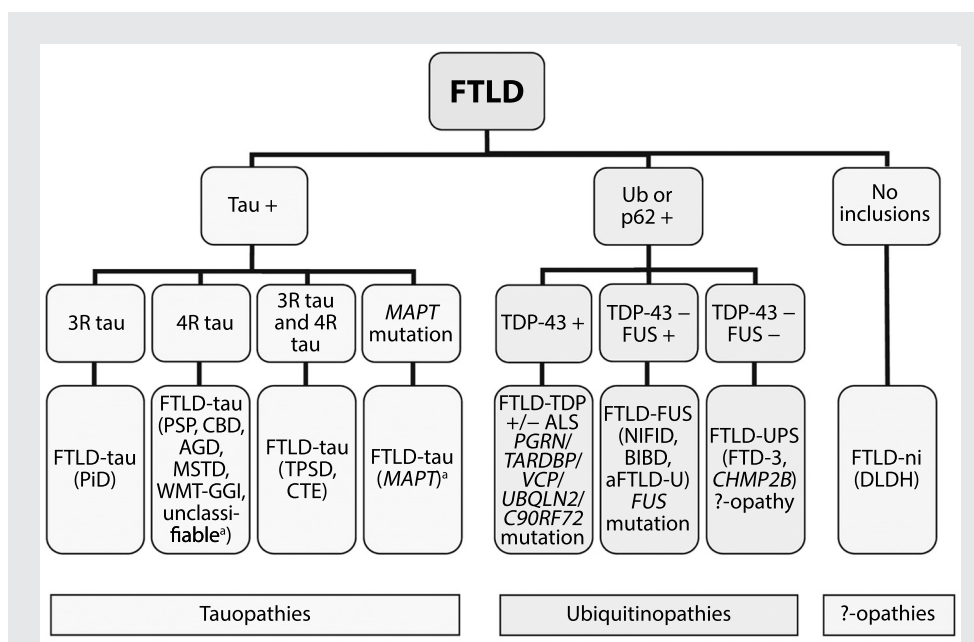 FTLD
Tau +
Ub or
p62 +
No
inclusions
3R tau
4R tau
3R tau
and 4R
tau
MAPT
mutation
TDP-43 +
TDP-43 –
FUS +
TDP-43 –
FUS –
FTLD-tau
(PiD)
FTLD-tau
(PSP, CBD,
AGD,
MSTD,
WMT-GGI,
unclassi-
fiableᵃ)
FTLD-tau
(TPSD,
CTE)
FTLD-tau
(MAPT)ᵃ
FTLD-TDP
+/– ALS
PGRN/
TARDBP/
VCP/
UBQLN2/
C90RF72
mutation
FTLD-FUS
(NIFID,
BIBD,
aFTLD-U)
FUS
mutation
FTLD-UPS
(FTD-3,
CHMP2B)
?-opathy
FTLD-ni
(DLDH)
Tauopathies
Ubiquitinopathies
?-opathies